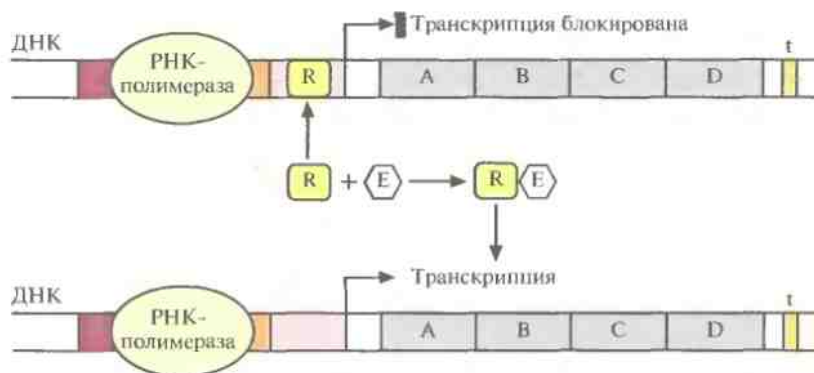 Транскрипция блокирована
ДНК
РНК-
полимераза
R
A
B
C
D
t
R + E
R E
Транскрипция
ДНК
РНК-
полимераза
A
B
C
D
t